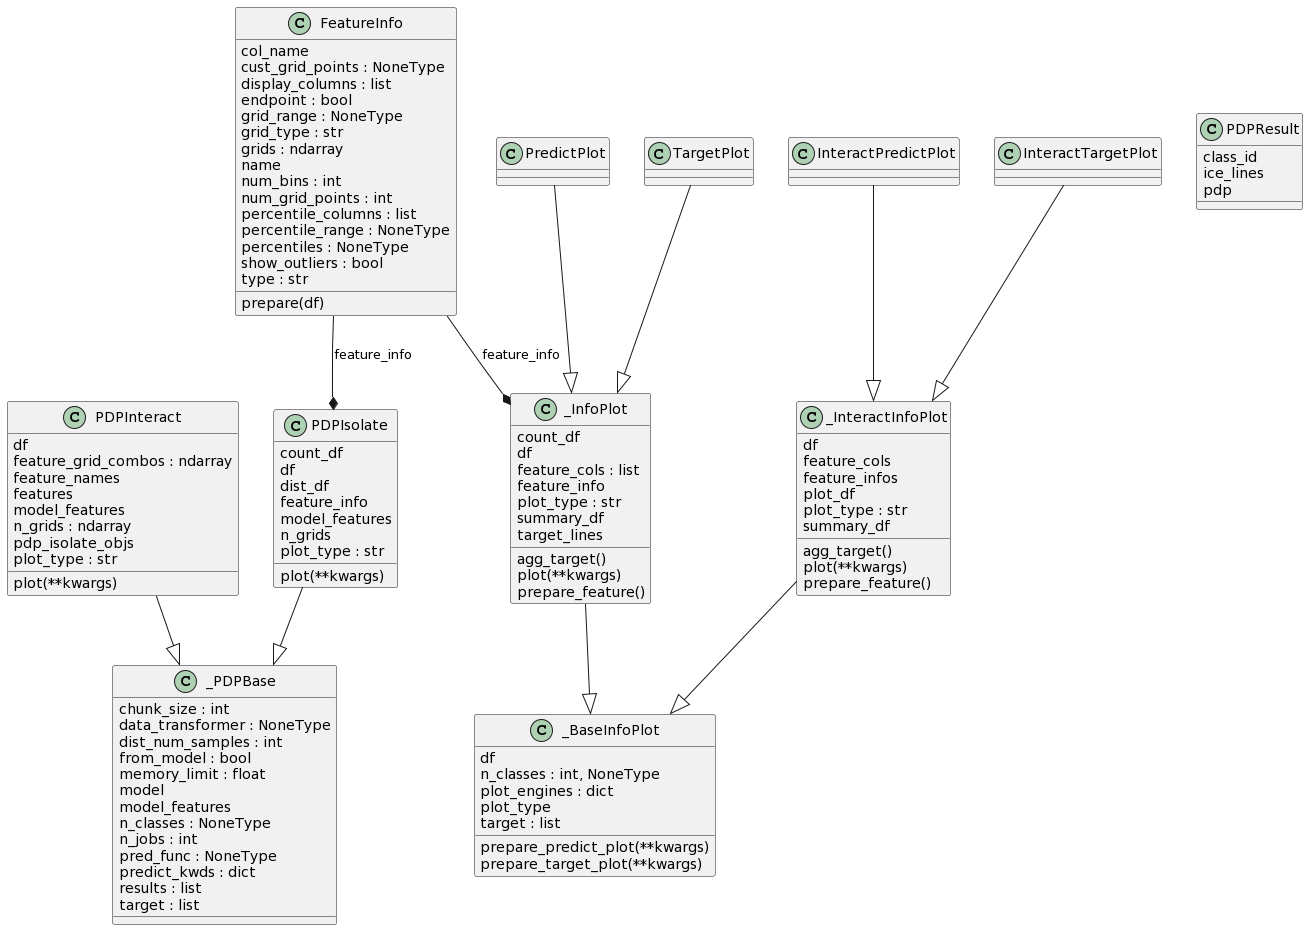 C FeatureInfo
col_name
cust_grid_points : NoneType
display_columns : list
endpoint : bool
grid_range : NoneType
grid_type : str
grids : ndarray
name
num_bins : int
num_grid_points : int
percentile_columns : list
percentile_range : NoneType
percentiles : NoneType
show_outliers : bool
type : str
prepare(df)
C PredictPlot
C TargetPlot
C InteractPredictPlot
C InteractTargetPlot
C PDPResult
class_id
ice_lines
pdp
feature_info
feature_info
C PDPInteract
df
feature_grid_combos : ndarray
feature_names
features
model_features
n_grids : ndarray
pdp_isolate_objs
plot_type : str
plot(**kwargs)
C PDPIsolate
count_df
df
dist_df
feature_info
model_features
n_grids
plot_type : str
plot(**kwargs)
C _InfoPlot
count_df
df
feature_cols : list
feature_info
plot_type : str
summary_df
target_lines
agg_target()
plot(**kwargs)
prepare_feature()
C _InteractInfoPlot
df
feature_cols
feature_infos
plot_df
plot_type : str
summary_df
agg_target()
plot(**kwargs)
prepare_feature()
C _PDPBase
chunk_size : int
data_transformer : NoneType
dist_num_samples : int
from_model : bool
memory_limit : float
model
model_features
n_classes : NoneType
n_jobs : int
pred_func : NoneType
predict_kwds : dict
results : list
target : list
C _BaseInfoPlot
df
n_classes : int, NoneType
plot_engines : dict
plot_type
target : list
prepare_predict_plot(**kwargs)
prepare_target_plot(**kwargs)